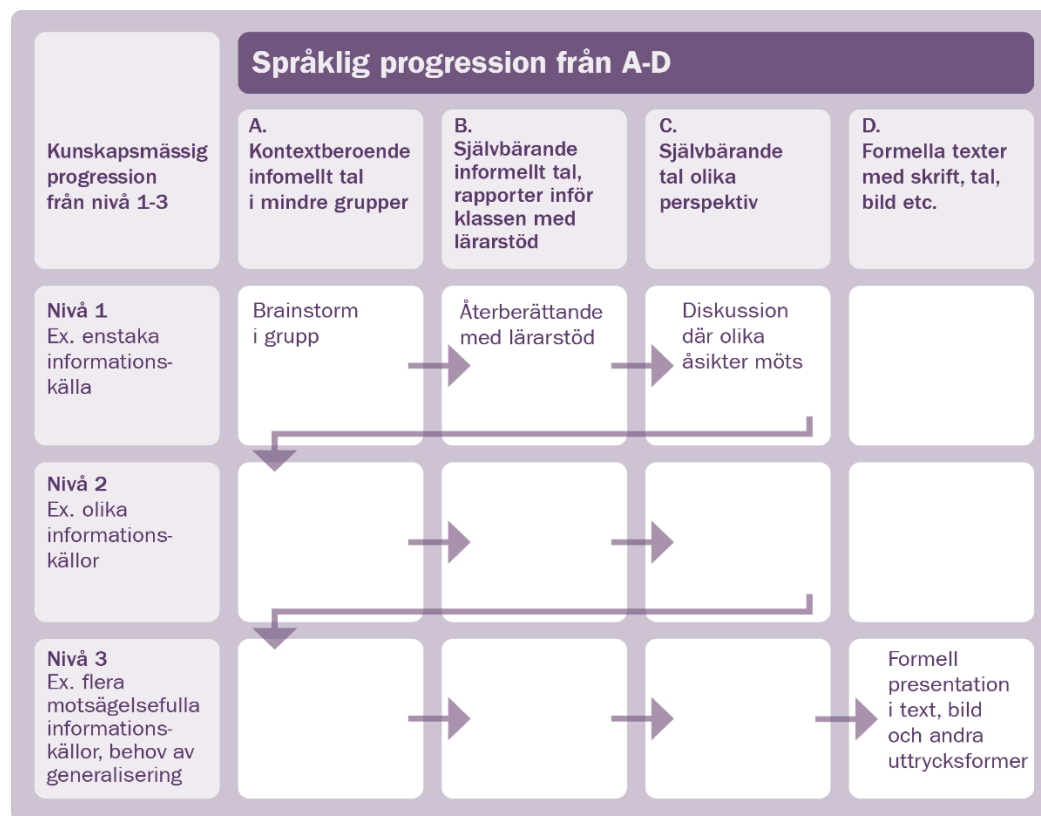 Språklig progression från A-D
Kunskapsmässig
progression
från nivå 1-3
A.
Kontextberoende
infomellt tal
i mindre grupper
B.
Självbärande
informellt tal,
rapporter inför
klassen med
lärarstöd
C.
Självbärande
tal olika
perspektiv
D.
Formella texter
med skrift, tal,
bild etc.
Nivå 1
Ex. enstaka
informations-
källa
Brainstorm
i grupp
Återberättande
med lärarstöd
Diskussion
där olika
åsikter möts
Nivå 2
Ex. olika
informations-
källor
Nivå 3
Ex. flera
motsägelsefulla
informations-
källor, behov av
generalisering
Formell
presentation
i text, bild
och andra
uttrycksformer